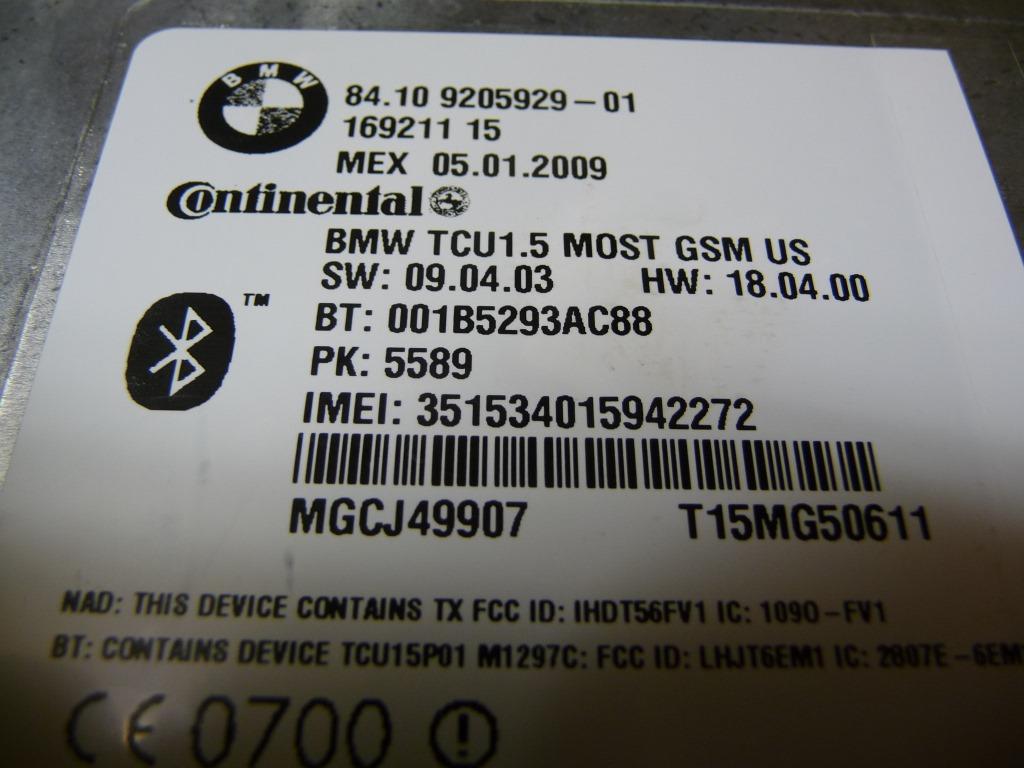 BMW
84.10 9205929-01
169211 15
MEX 05.01.2009
Continental
BMW TCU1.5 MOST GSM US
SW: 09.04.03 HW: 18.04.00
TM
BT: 001B5293AC88
PK: 5589
IMEI: 351534015942272
MGCJ49907 T15MG50611
NAD: THIS DEVICE CONTAINS TX FCC ID: IHDT56FV1 IC: 1090-FV1
BT: CONTAINS DEVICE TCU15P01 M1297C: FCC ID: LHJT6EM1 IC: 2807E-6EM
CE 0700